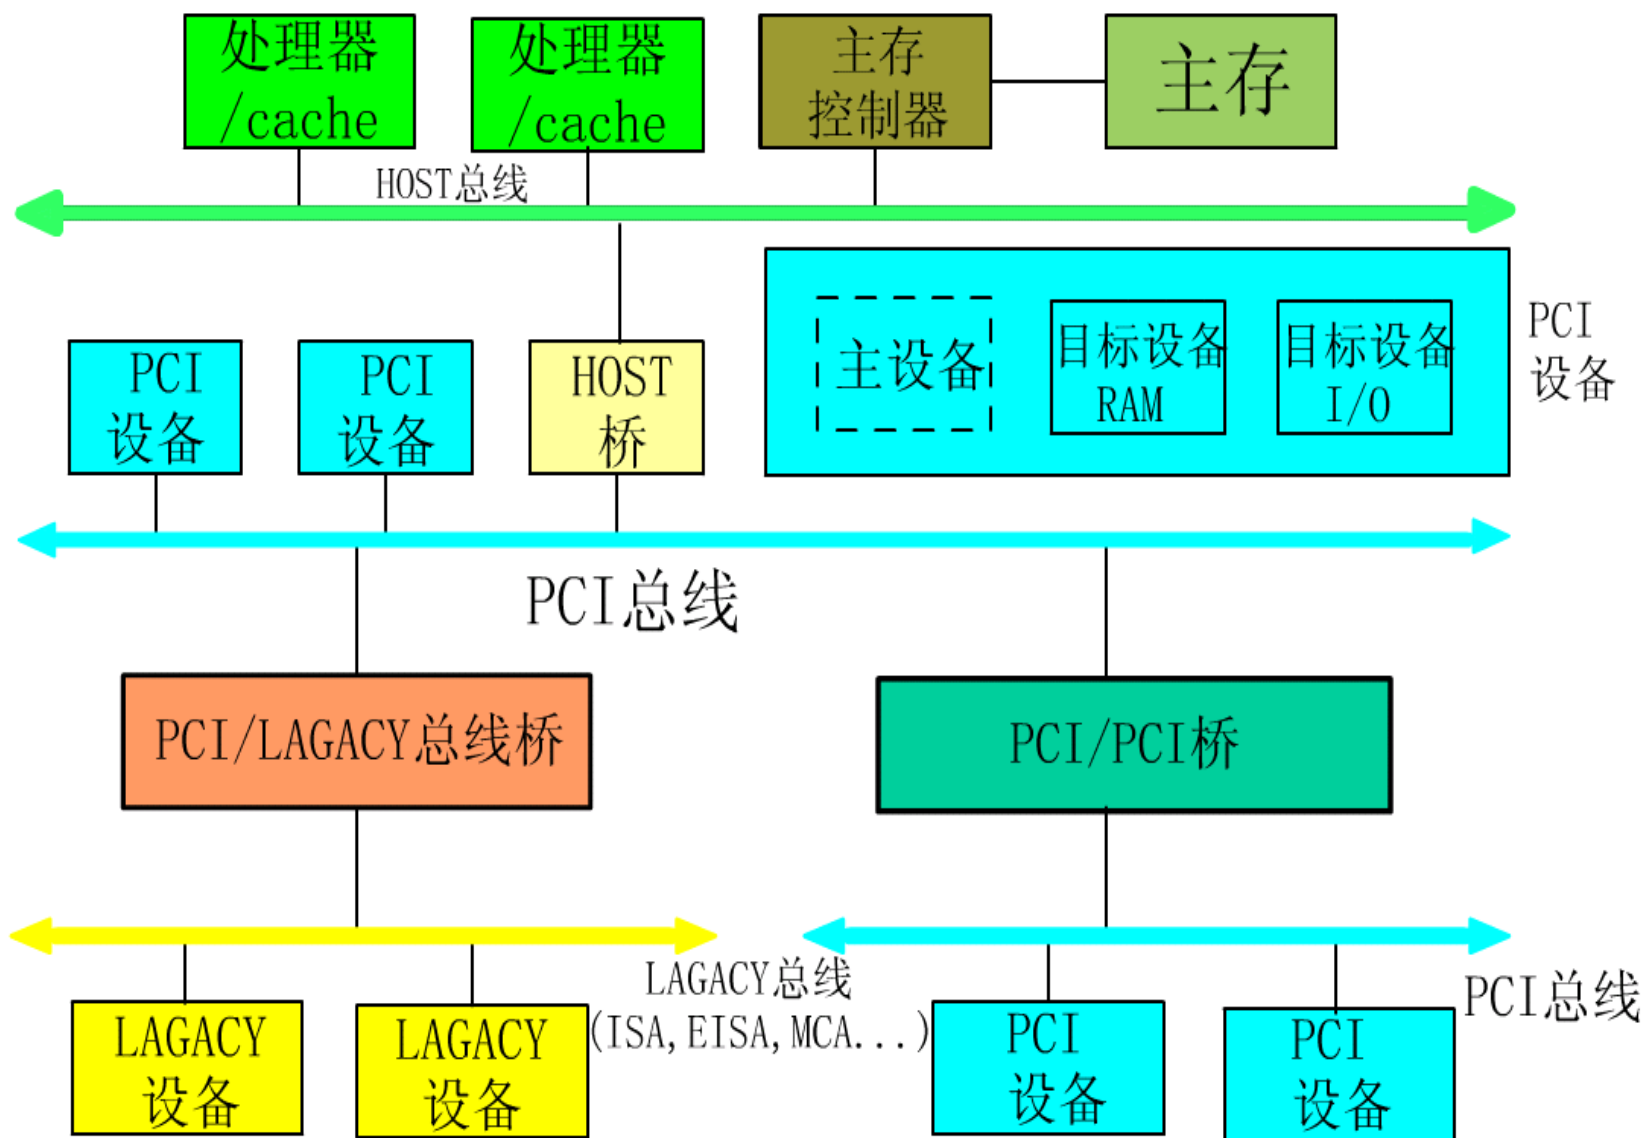 处理器
/cache
处理器
/cache
主存
控制器
主存
HOST总线
PCI
设备
PCI
设备
HOST
桥
主设备
目标设备
RAM
目标设备
I/O
PCI
设备
PCI总线
PCI/LAGACY总线桥
PCI/PCI桥
LAGACY总线
(ISA,EISA,MCA...)
PCI总线
LAGACY
设备
LAGACY
设备
PCI
设备
PCI
设备